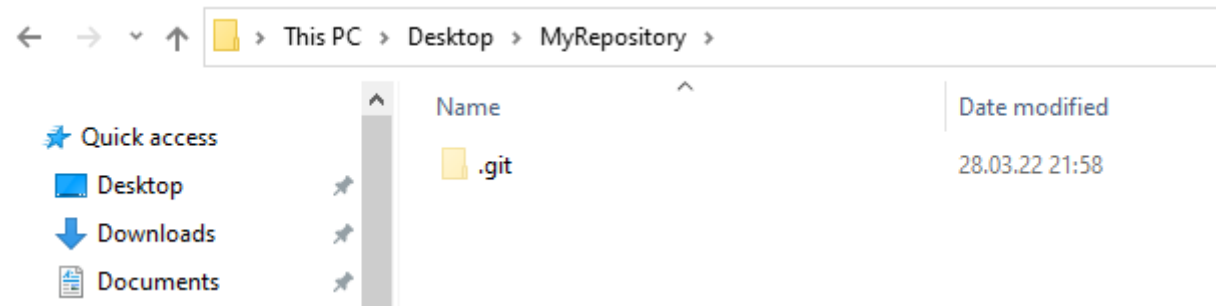 This PC > Desktop > MyRepository >
Name
Date modified
Quick access
.git
28.03.22 21:58
Desktop
Downloads
Documents